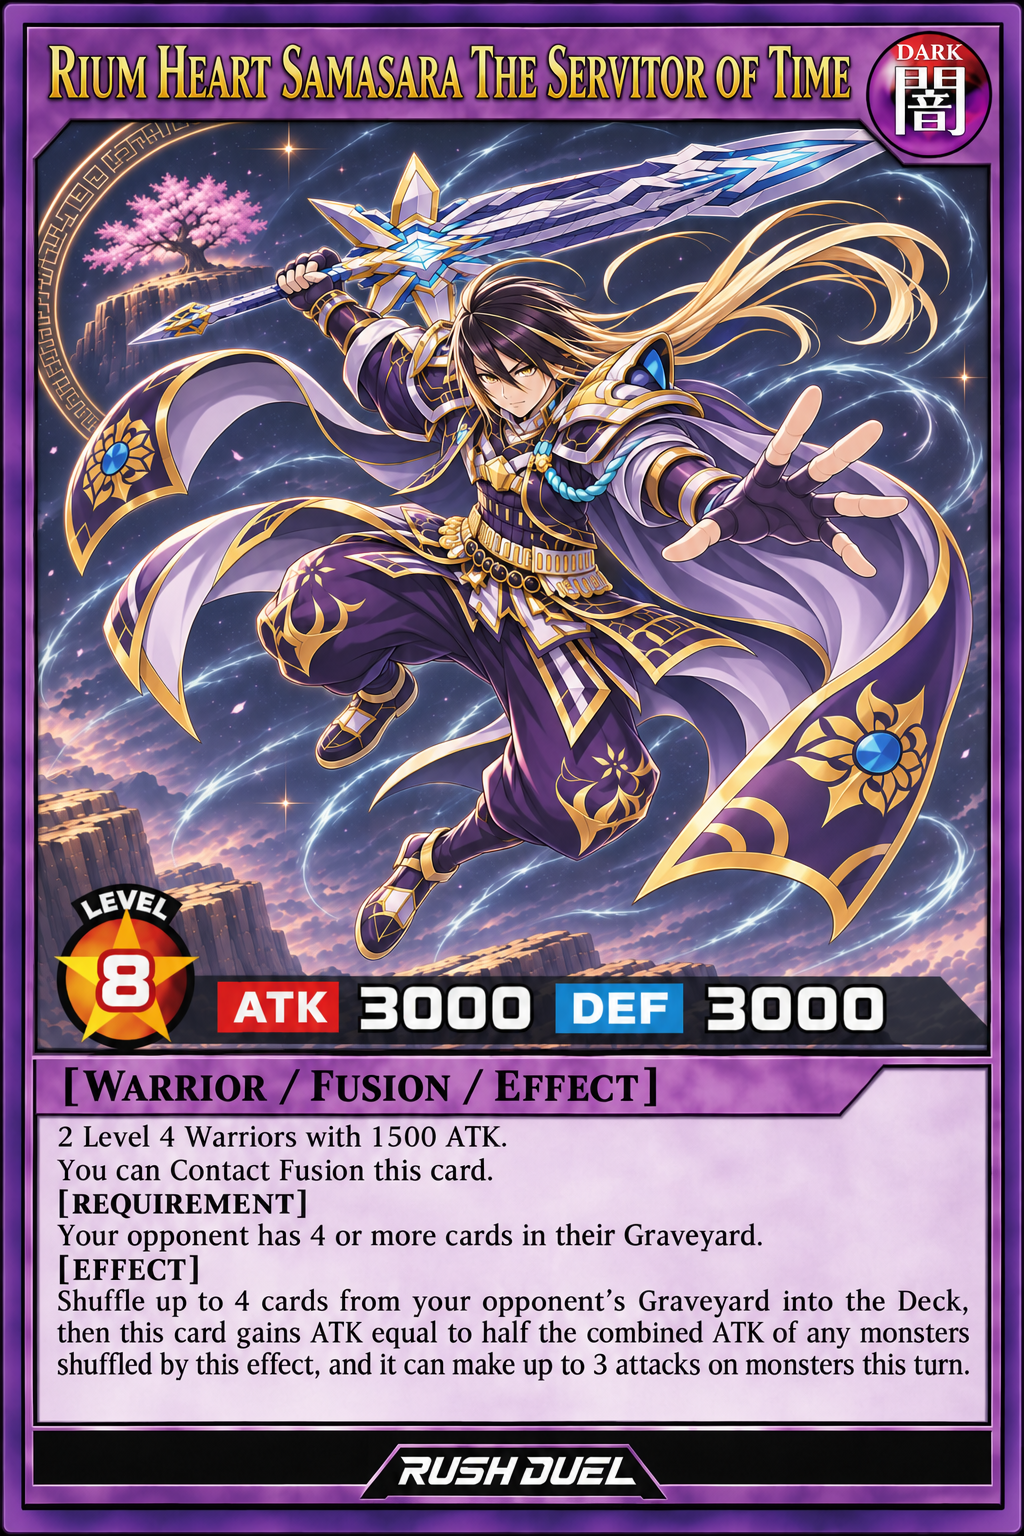 Rium Heart Samasara The Servitor of Time
DARK
闇
LEVEL
8
ATK 3000 DEF 3000
[Warrior / Fusion / Effect]
2 Level 4 Warriors with 1500 ATK.
You can Contact Fusion this card.
[REQUIREMENT]
Your opponent has 4 or more cards in their Graveyard.
[EFFECT]
Shuffle up to 4 cards from your opponent's Graveyard into the Deck,
then this card gains ATK equal to half the combined ATK of any monsters
shuffled by this effect, and it can make up to 3 attacks on monsters this turn.
RUSH DUEL